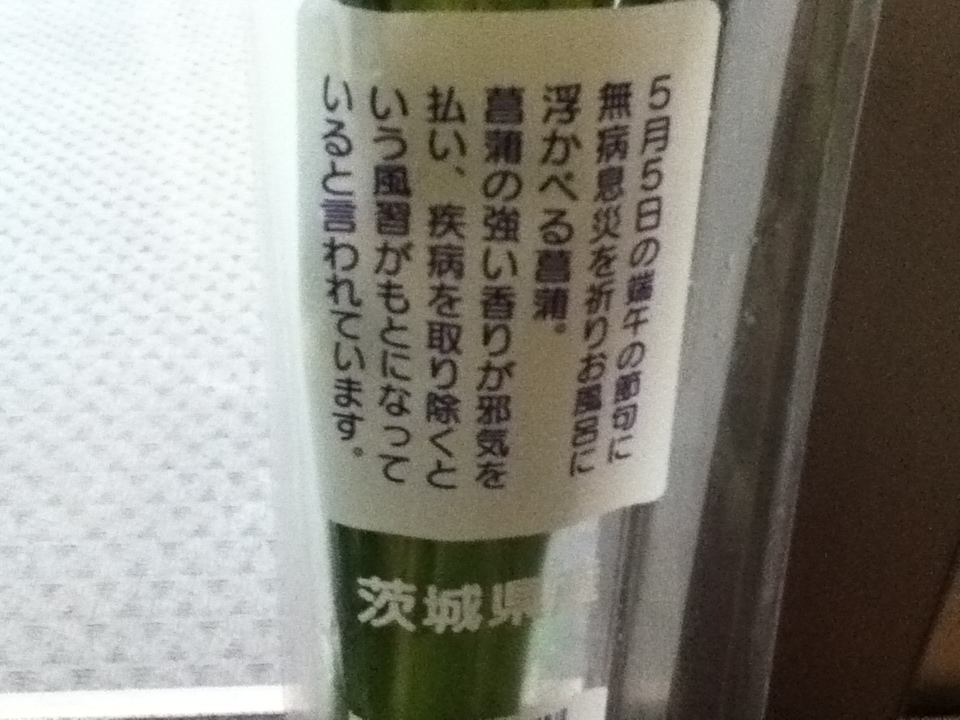 5月5日の端午の節句に
無病息災を祈りお風呂に
浮かべる菖蒲。
菖蒲の強い香りが邪気を
払い、疾病を取り除くと
いう風習がもとになって
いると言われています。
茨城県